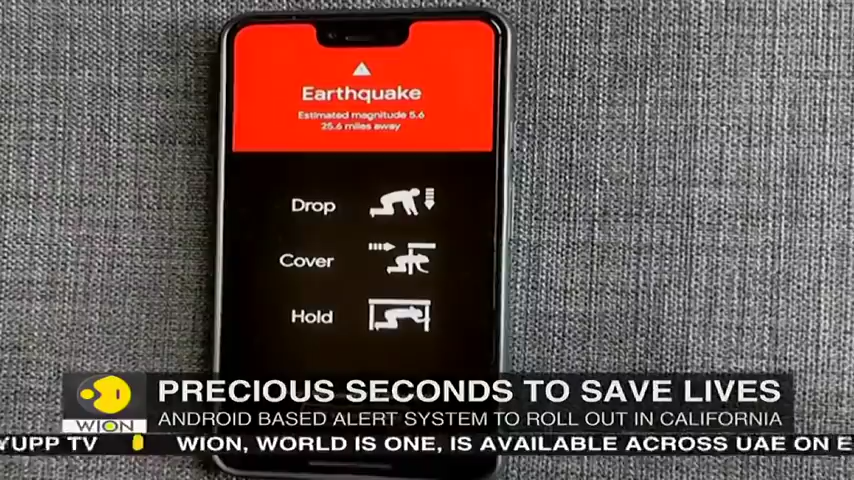 Earthquake
Estimated magnitude 5.6
25.6 miles away
Drop
Cover
Hold
PRECIOUS SECONDS TO SAVE LIVES
WION
ANDROID BASED ALERT SYSTEM TO ROLL OUT IN CALIFORNIA
YUPP TV WION, WORLD IS ONE, IS AVAILABLE ACROSS UAE ON E